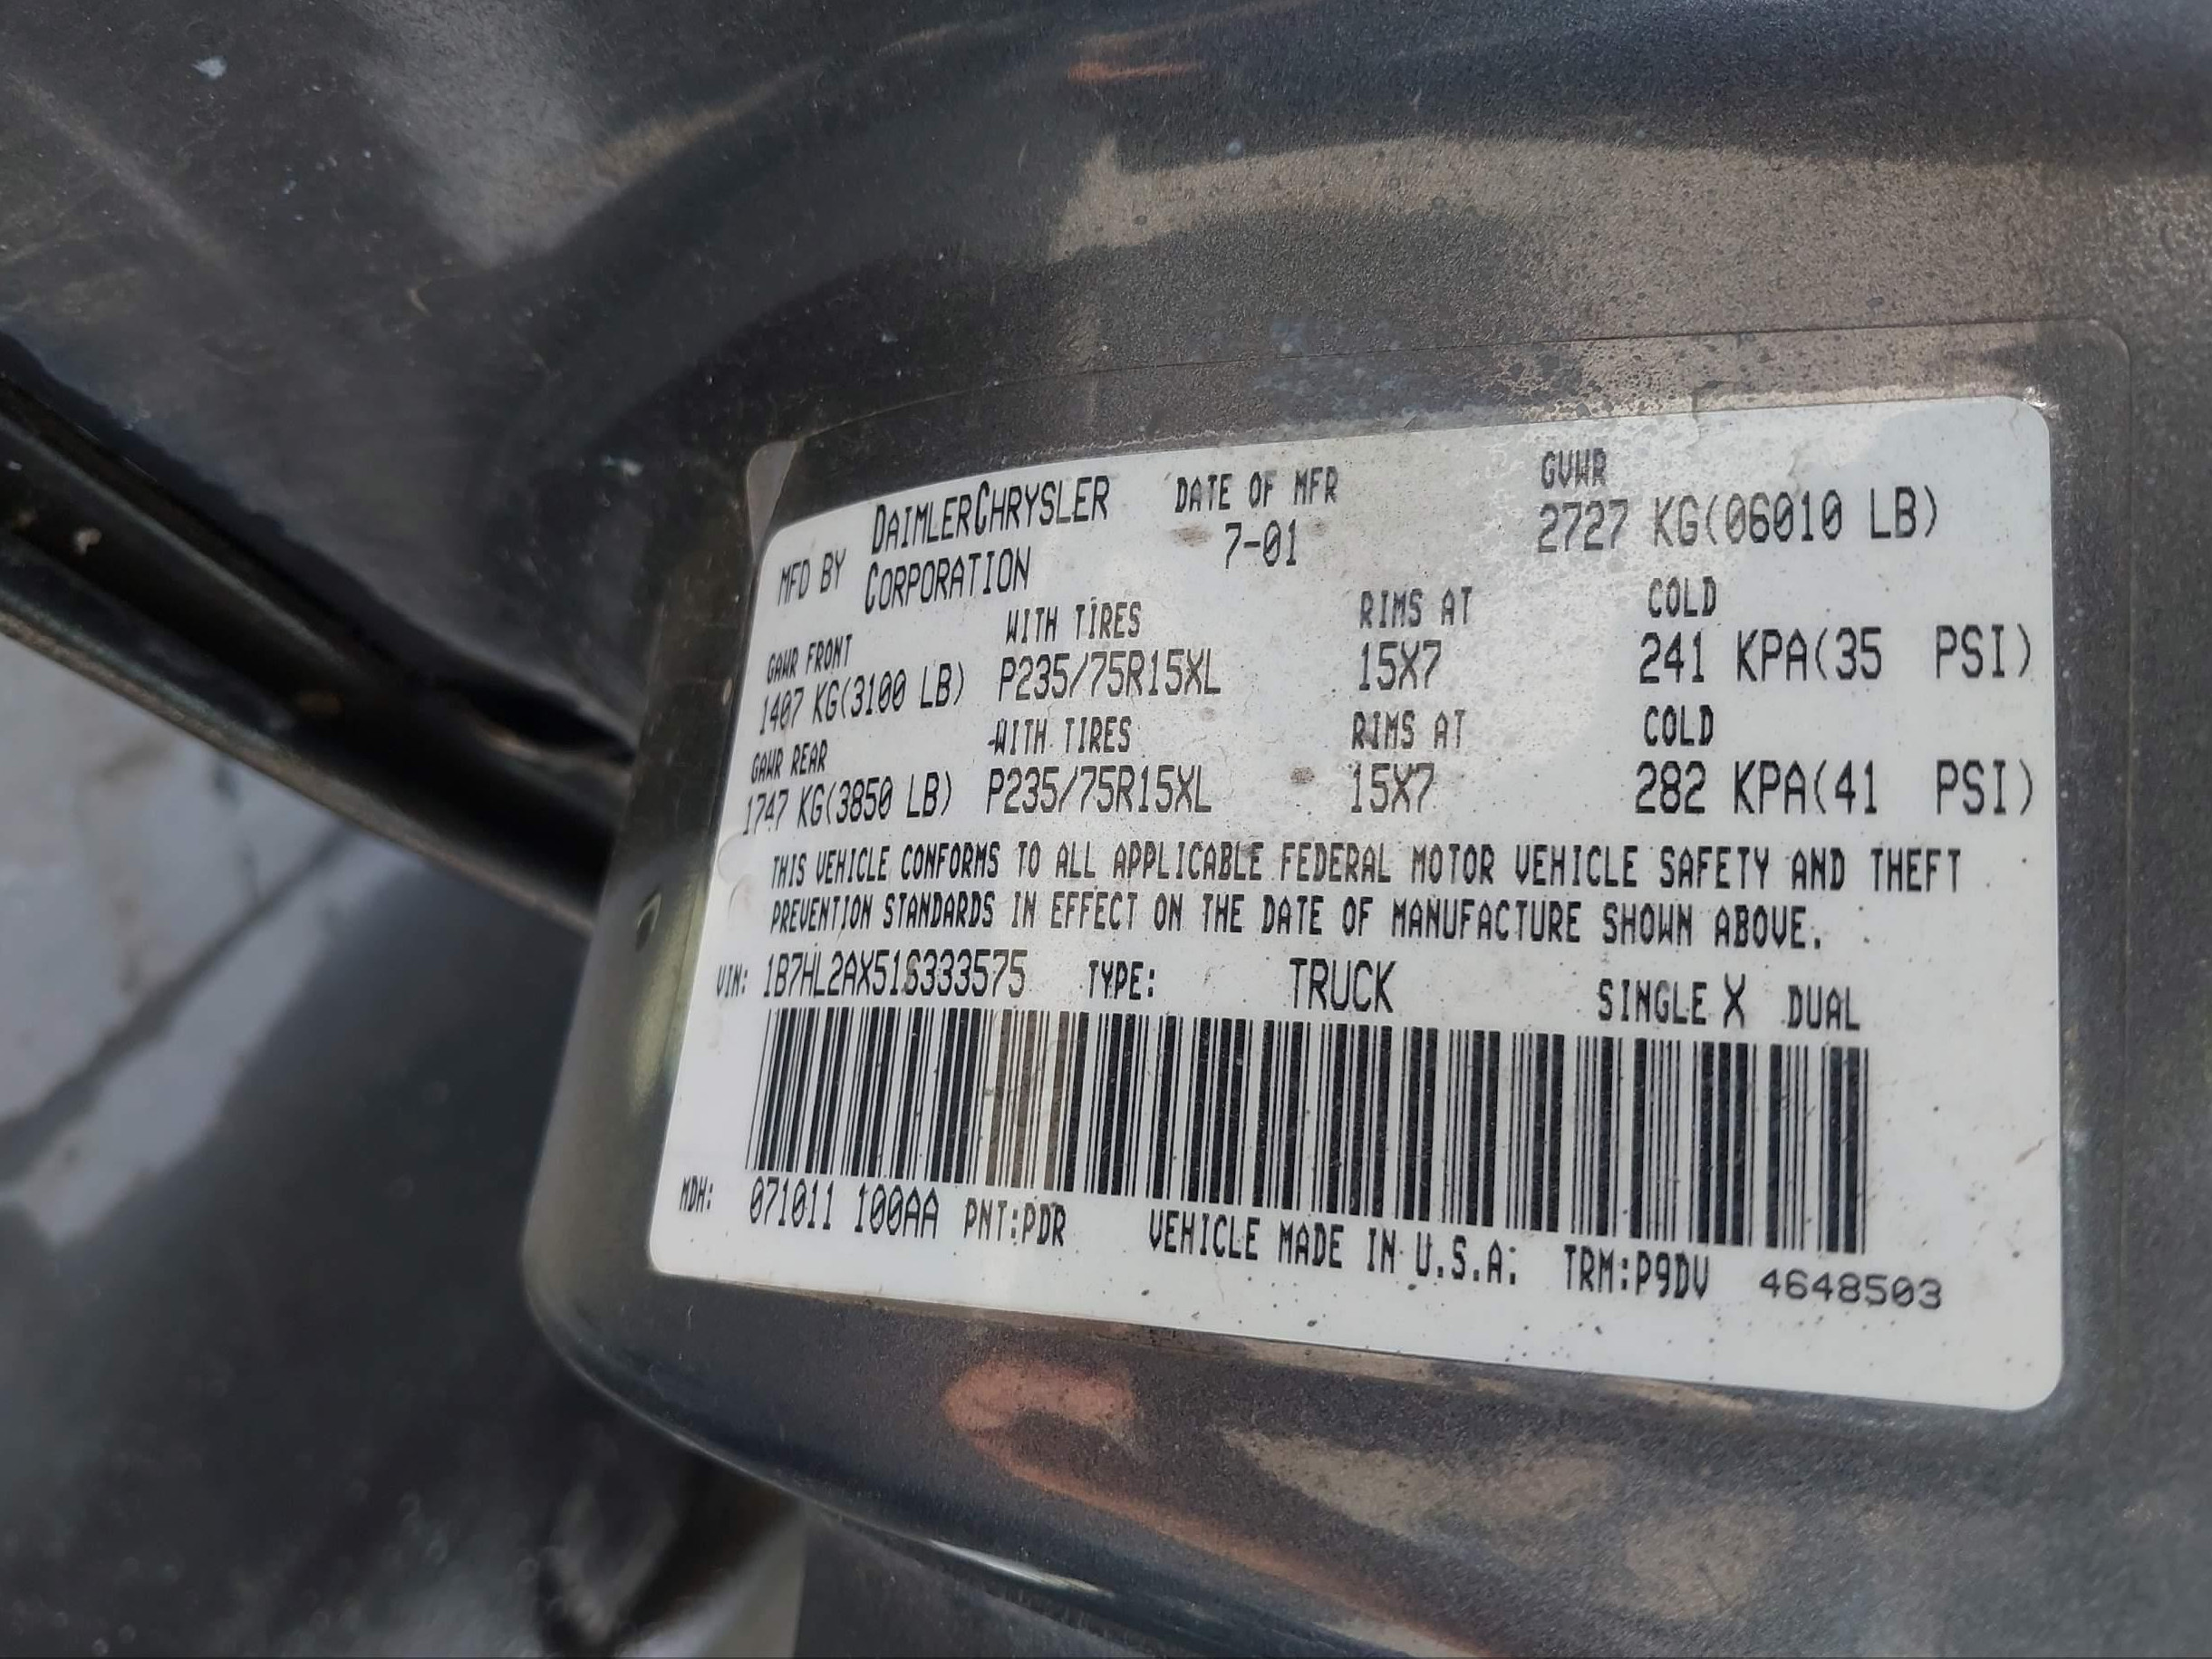 MFD BY DAIMLERCHRYSLER CORPORATION DATE OF MFR 7-01 GVWR 2727 KG(06010 LB)
GAWR FRONT WITH TIRES RIMS AT COLD
1407 KG(3100 LB) P235/75R15XL 15X7 241 KPA(35 PSI)
GAWR REAR WITH TIRES RIMS AT COLD
1747 KG(3850 LB) P235/75R15XL 15X7 282 KPA(41 PSI)
THIS VEHICLE CONFORMS TO ALL APPLICABLE FEDERAL MOTOR VEHICLE SAFETY AND THEFT
PREVENTION STANDARDS IN EFFECT ON THE DATE OF MANUFACTURE SHOWN ABOVE.
VIN: 1B7HL2AX51S333575 TYPE: TRUCK SINGLE X DUAL
MDH: 071011 100AA PNT:PDR VEHICLE MADE IN U.S.A. TRM:P9DV 4648503